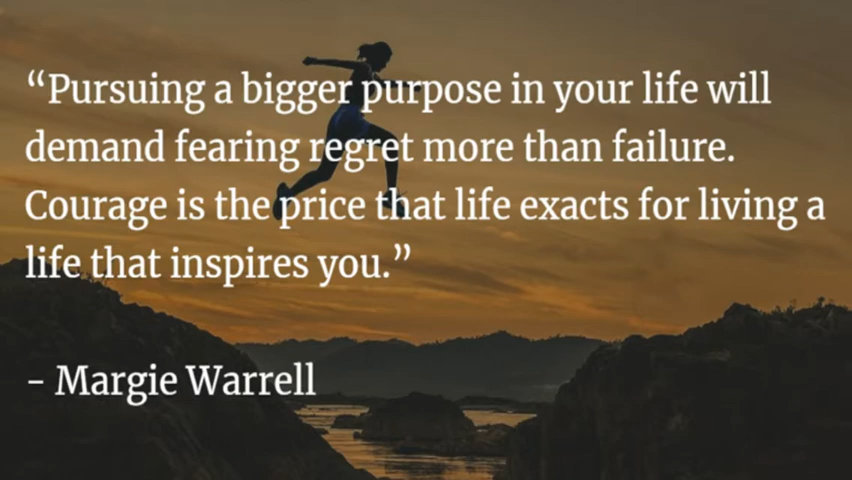 “Pursuing a bigger purpose in your life will
demand fearing regret more than failure.
Courage is the price that life exacts for living a
life that inspires you.”
- Margie Warrell